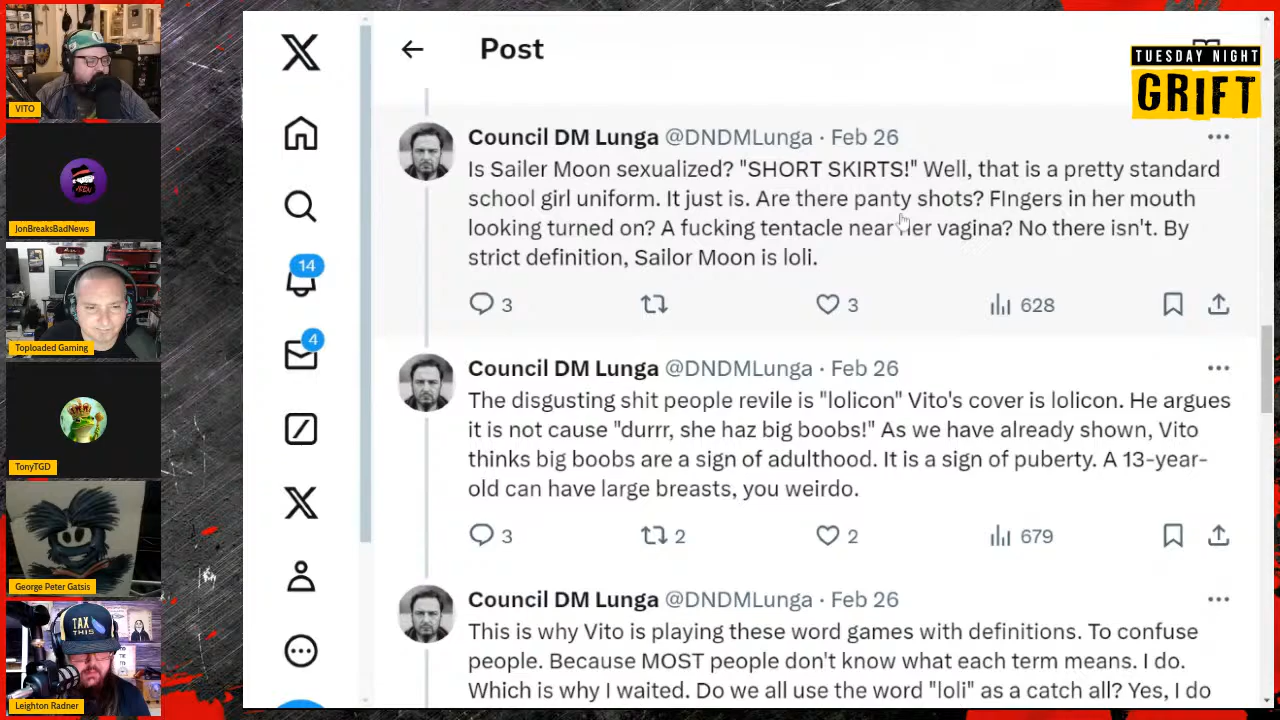 VITO
JonBreaksBadNews
Toploaded Gaming
TonyTGD
George Peter Gatsis
TAX
THIS
Leighton Radner
14
4
Post
TUESDAY NIGHT
GRIFT
Council DM Lunga @DNDMLunga · Feb 26
Is Sailer Moon sexualized? "SHORT SKIRTS!" Well, that is a pretty standard
school girl uniform. It just is. Are there panty shots? FIngers in her mouth
looking turned on? A fucking tentacle near her vagina? No there isn't. By
strict definition, Sailor Moon is loli.
3 3 628
Council DM Lunga @DNDMLunga · Feb 26
The disgusting shit people revile is "lolicon" Vito's cover is lolicon. He argues
it is not cause "durrr, she haz big boobs!" As we have already shown, Vito
thinks big boobs are a sign of adulthood. It is a sign of puberty. A 13-year-
old can have large breasts, you weirdo.
3 2 2 679
Council DM Lunga @DNDMLunga · Feb 26
This is why Vito is playing these word games with definitions. To confuse
people. Because MOST people don't know what each term means. I do.
Which is why I waited. Do we all use the word "loli" as a catch all? Yes, I do